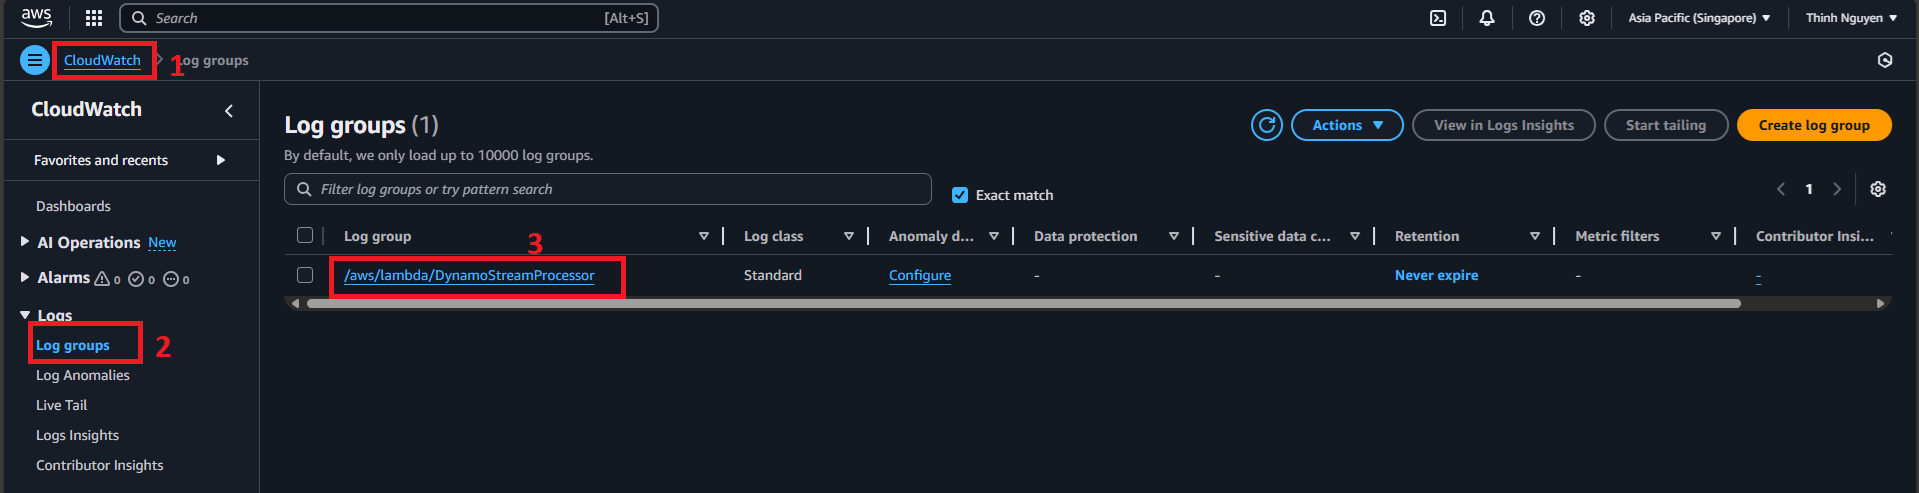 aws Search [Alt+S] Asia Pacific (Singapore) Thinh Nguyen
CloudWatch 1 Log groups
CloudWatch
Favorites and recents
Dashboards
AI Operations New
Alarms 0 0 0
Logs
Log groups 2
Log Anomalies
Live Tail
Logs Insights
Contributor Insights
Log groups (1) Actions View in Logs Insights Start tailing Create log group
By default, we only load up to 10000 log groups.
Filter log groups or try pattern search Exact match 1
Log group 3 Log class Anomaly d... Data protection Sensitive data c... Retention Metric filters Contributor Insi...
/aws/lambda/DynamoStreamProcessor Standard Configure - - Never expire - -